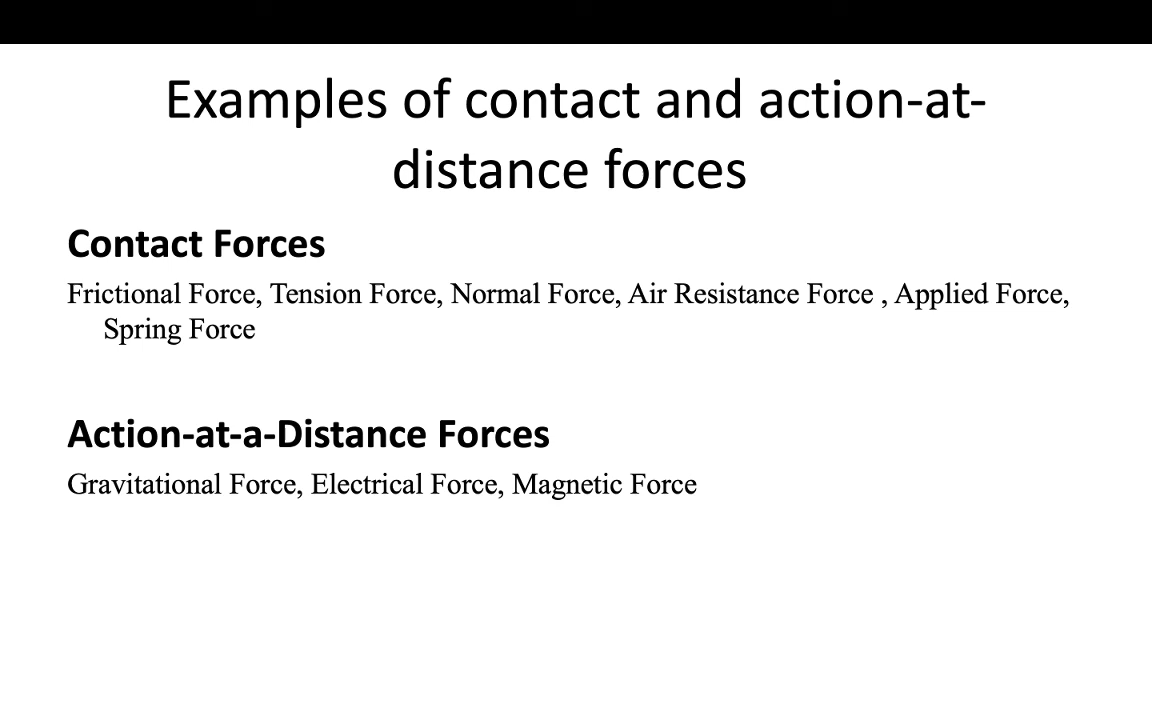 Examples of contact and action-at-
distance forces
Contact Forces
Frictional Force, Tension Force, Normal Force, Air Resistance Force , Applied Force,
Spring Force
Action-at-a-Distance Forces
Gravitational Force, Electrical Force, Magnetic Force